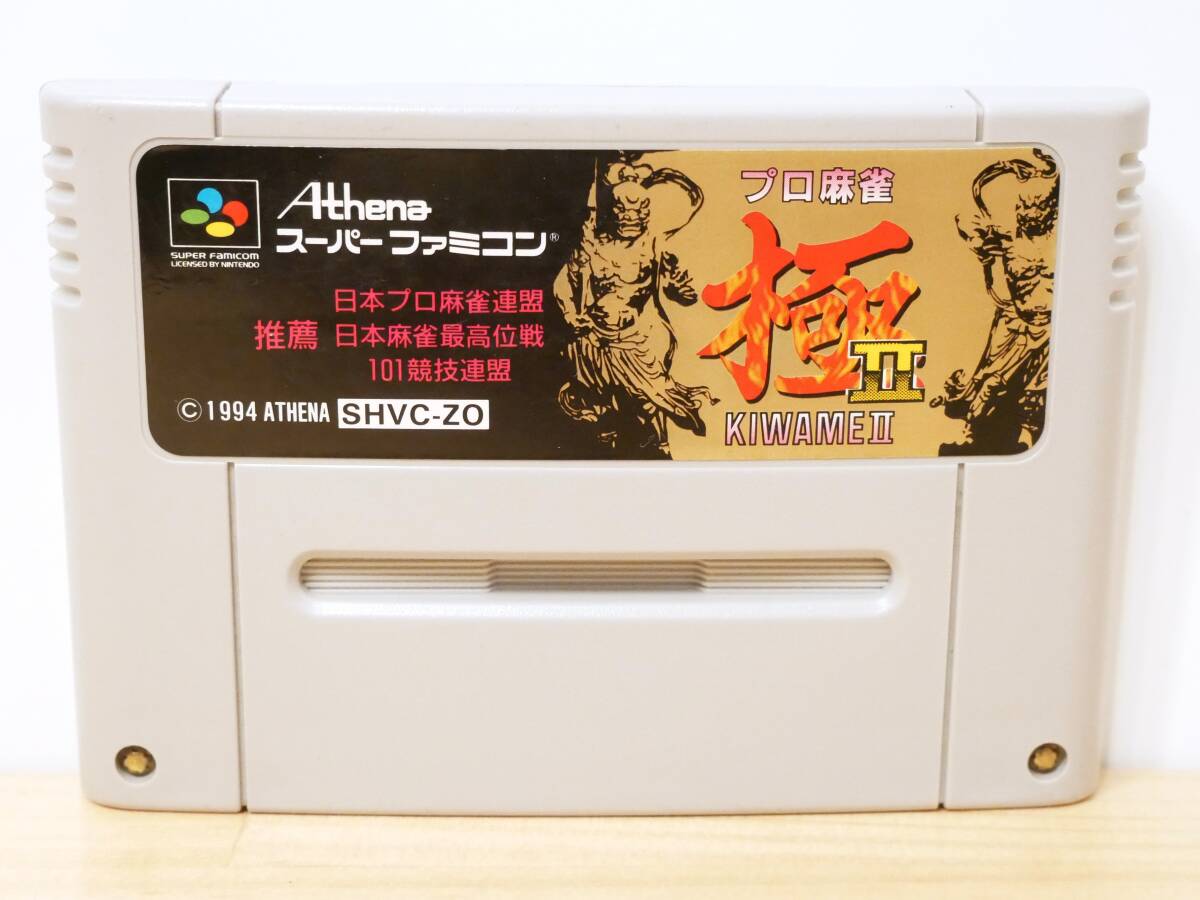 SUPER FAMICOM
LICENSED BY NINTENDO
Athena
スーパーファミコン®
日本プロ麻雀連盟
推薦 日本麻雀最高位戦
101競技連盟
©1994 ATHENA SHVC-ZO
プロ麻雀
極II
KIWAME II